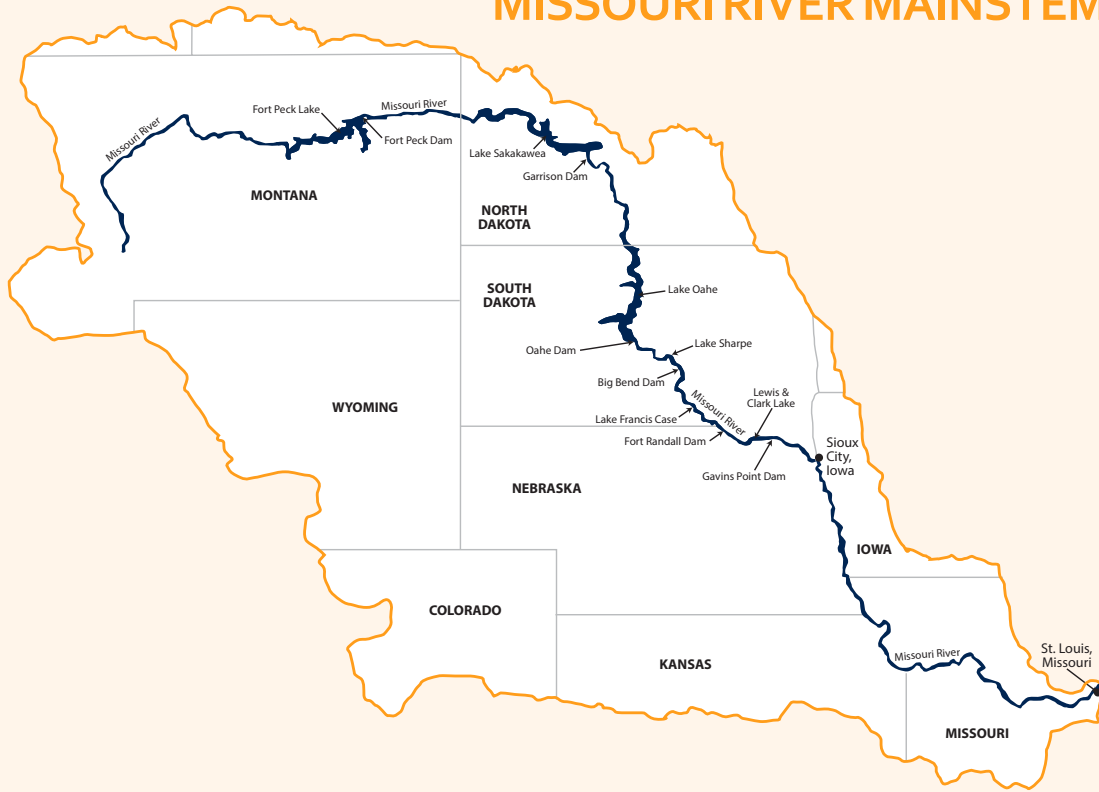 MISSOURI RIVER MAINSTEM
Missouri River
Fort Peck Lake
Missouri River
Fort Peck Dam
Lake Sakakawea
Garrison Dam
MONTANA
NORTH
DAKOTA
SOUTH
DAKOTA
Lake Oahe
Oahe Dam
Lake Sharpe
Big Bend Dam
Missouri River
Lewis &
Clark Lake
WYOMING
Lake Francis Case
Fort Randall Dam
Sioux
City,
Iowa
Gavins Point Dam
NEBRASKA
IOWA
COLORADO
KANSAS
Missouri River
St. Louis,
Missouri
MISSOURI